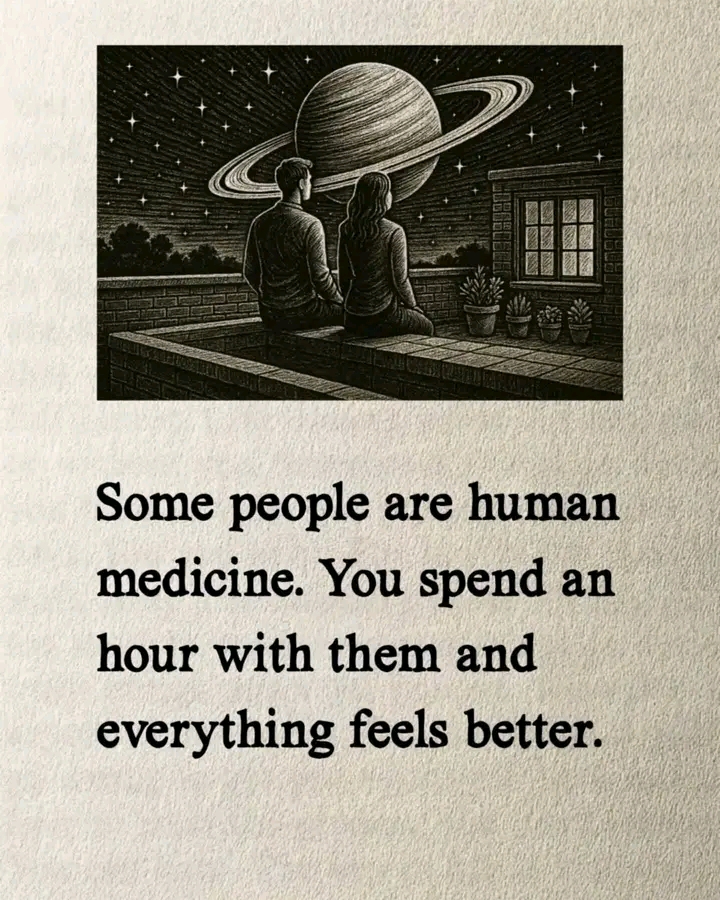 Some people are human
medicine. You spend an
hour with them and
everything feels better.